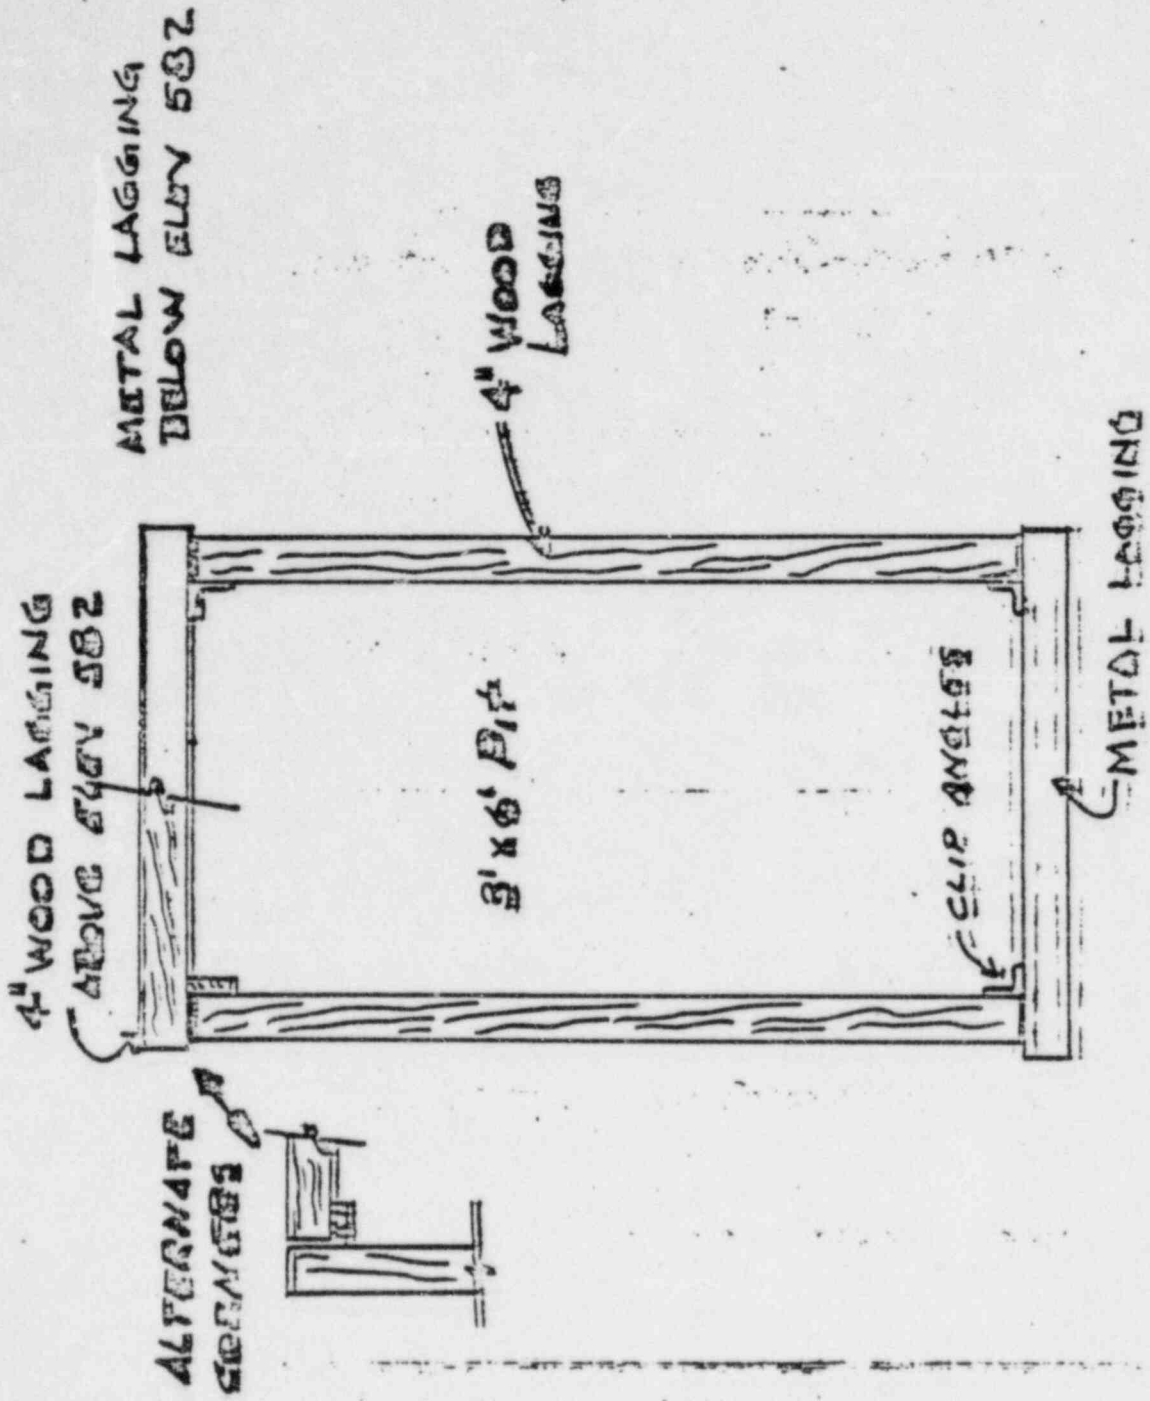 4" WOOD LAGGING
ABOVE ELEV 582
METAL LAGGING
BELOW ELEV 582
ALTERNATE
CORNERS
3' X 6' PIT
4" WOOD
LAGGING
CLIP ANGLES
METAL LAGGING